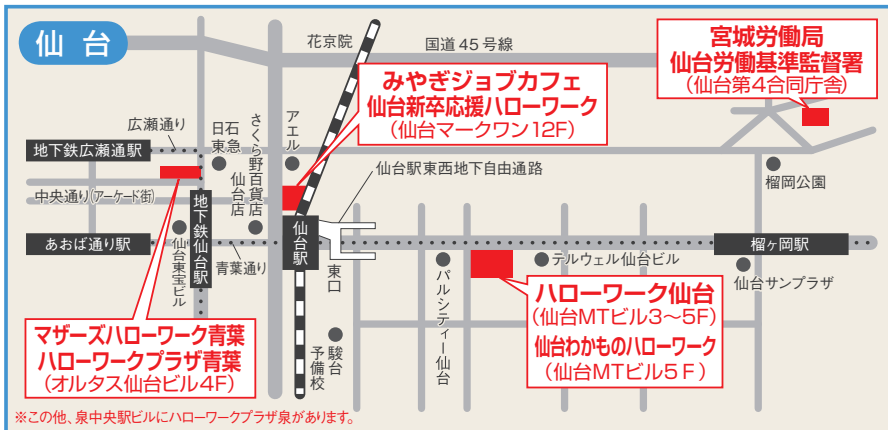 仙台
花京院
国道45号線
宮城労働局
仙台労働基準監督署
(仙台第4合同庁舎)
みやぎジョブカフェ
仙台新卒応援ハローワーク
(仙台マークワン12F)
広瀬通り
日石
東急
さくら野百貨店
仙台店
アエル
地下鉄広瀬通駅
仙台駅東西地下自由通路
榴岡公園
中央通り(アーケード街)
地下鉄仙台駅
仙台駅
あおば通り駅
仙台東宝ビル
青葉通り
東口
パルシティー仙台
テルウェル仙台ビル
榴ヶ岡駅
仙台サンプラザ
マザーズハローワーク青葉
ハローワークプラザ青葉
(オルタス仙台ビル4F)
駿台
予備校
ハローワーク仙台
(仙台MTビル3〜5F)
仙台わかものハローワーク
(仙台MTビル5F)
※この他、泉中央駅ビルにハローワークプラザ泉があります。